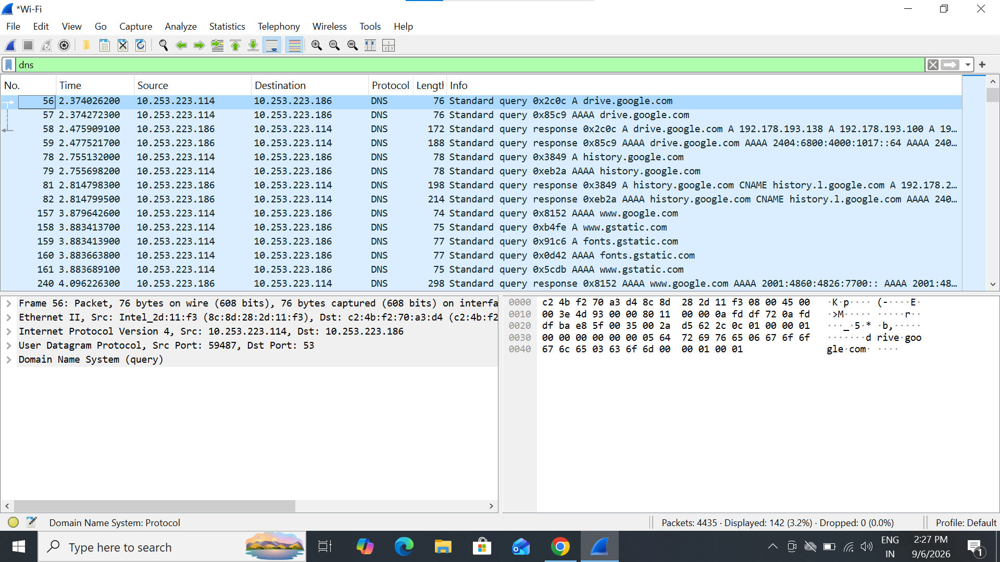 *Wi-Fi
File Edit View Go Capture Analyze Statistics Telephony Wireless Tools Help
dns
No. Time Source Destination Protocol Length Info
56 2.374026200 10.253.223.114 10.253.223.186 DNS 76 Standard query 0x2c0c A drive.google.com
57 2.374272300 10.253.223.114 10.253.223.186 DNS 76 Standard query 0x85c9 AAAA drive.google.com
58 2.475909100 10.253.223.186 10.253.223.114 DNS 172 Standard query response 0x2c0c A drive.google.com A 192.178.193.138 A 192.178.193.100 A 19…
59 2.477521700 10.253.223.186 10.253.223.114 DNS 188 Standard query response 0x85c9 AAAA drive.google.com AAAA 2404:6800:4000:1017::64 AAAA 240…
78 2.755132000 10.253.223.114 10.253.223.186 DNS 78 Standard query 0x3849 A history.google.com
79 2.755698200 10.253.223.114 10.253.223.186 DNS 78 Standard query 0xeb2a AAAA history.google.com
81 2.814798300 10.253.223.186 10.253.223.114 DNS 198 Standard query response 0x3849 A history.google.com CNAME history.l.google.com A 192.178.2…
82 2.814799500 10.253.223.186 10.253.223.114 DNS 214 Standard query response 0xeb2a AAAA history.google.com CNAME history.l.google.com AAAA 240…
157 3.879642600 10.253.223.114 10.253.223.186 DNS 74 Standard query 0x8152 AAAA www.google.com
158 3.883413700 10.253.223.114 10.253.223.186 DNS 75 Standard query 0xb4fe A www.gstatic.com
159 3.883413900 10.253.223.114 10.253.223.186 DNS 77 Standard query 0x91c6 A fonts.gstatic.com
160 3.883663800 10.253.223.114 10.253.223.186 DNS 77 Standard query 0x0d42 AAAA fonts.gstatic.com
161 3.883689100 10.253.223.114 10.253.223.186 DNS 75 Standard query 0x5cdb AAAA www.gstatic.com
240 4.096226300 10.253.223.186 10.253.223.114 DNS 298 Standard query response 0x8152 AAAA www.google.com AAAA 2001:4860:4826:7700:: AAAA 2001:48…
Frame 56: Packet, 76 bytes on wire (608 bits), 76 bytes captured (608 bits) on interfa
Ethernet II, Src: Intel_2d:11:f3 (8c:8d:28:2d:11:f3), Dst: c2:4b:f2:70:a3:d4 (c2:4b:f2
Internet Protocol Version 4, Src: 10.253.223.114, Dst: 10.253.223.186
User Datagram Protocol, Src Port: 59487, Dst Port: 53
Domain Name System (query)
0000 c2 4b f2 70 a3 d4 8c 8d 28 2d 11 f3 08 00 45 00 ·K·p···· (-····E·
0010 00 3e 4d 93 00 00 80 11 00 00 0a fd df 72 0a fd ·>M····· ·····r··
0020 df ba e8 5f 00 35 00 2a d5 62 2c 0c 01 00 00 01 ···_·5·* ·b,·····
0030 00 00 00 00 00 00 05 64 72 69 76 65 06 67 6f 6f ·······d rive·goo
0040 67 6c 65 03 63 6f 6d 00 00 01 00 01 gle·com· ····
Domain Name System: Protocol
Packets: 4435 · Displayed: 142 (3.2%) · Dropped: 0 (0.0%)
Profile: Default
Type here to search
ENG
IN
2:27 PM
9/6/2026
1